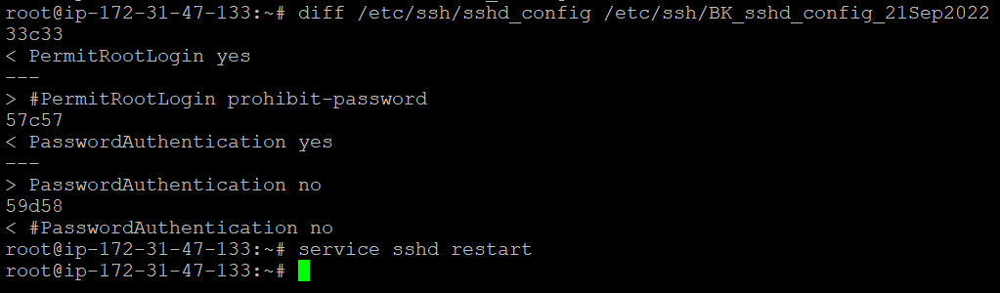 root@ip-172-31-47-133:~# diff /etc/ssh/sshd_config /etc/ssh/BK_sshd_config_21Sep2022
33c33
< PermitRootLogin yes
---
> #PermitRootLogin prohibit-password
57c57
< PasswordAuthentication yes
---
> PasswordAuthentication no
59d58
< #PasswordAuthentication no
root@ip-172-31-47-133:~# service sshd restart
root@ip-172-31-47-133:~#